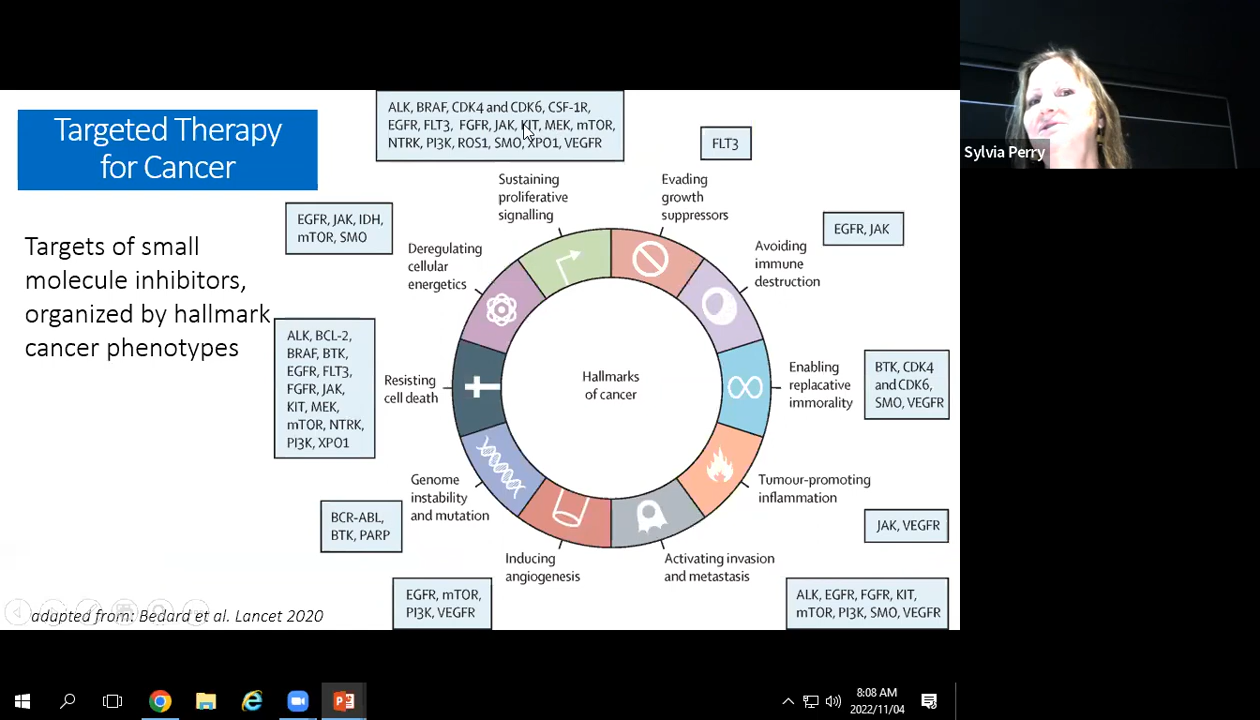 Targeted Therapy
for Cancer
Targets of small
molecule inhibitors,
organized by hallmark
cancer phenotypes
ALK, BRAF, CDK4 and CDK6, CSF-1R,
EGFR, FLT3, FGFR, JAK, KIT, MEK, mTOR,
NTRK, PI3K, ROS1, SMO, XPO1, VEGFR
Sustaining
proliferative
signalling
FLT3
Evading
growth
suppressors
EGFR, JAK
Avoiding
immune
destruction
BTK, CDK4
and CDK6,
SMO, VEGFR
Enabling
replacative
immorality
Tumour-promoting
inflammation
JAK, VEGFR
Activating invasion
and metastasis
ALK, EGFR, FGFR, KIT,
mTOR, PI3K, SMO, VEGFR
Inducing
angiogenesis
EGFR, mTOR,
PI3K, VEGFR
Genome
instability
and mutation
BCR-ABL,
BTK, PARP
Resisting
cell death
ALK, BCL-2,
BRAF, BTK,
EGFR, FLT3,
FGFR, JAK,
KIT, MEK,
mTOR, NTRK,
PI3K, XPO1
Deregulating
cellular
energetics
EGFR, JAK, IDH,
mTOR, SMO
Hallmarks
of cancer
adapted from: Bedard et al. Lancet 2020
Sylvia Perry
8:08 AM
2022/11/04